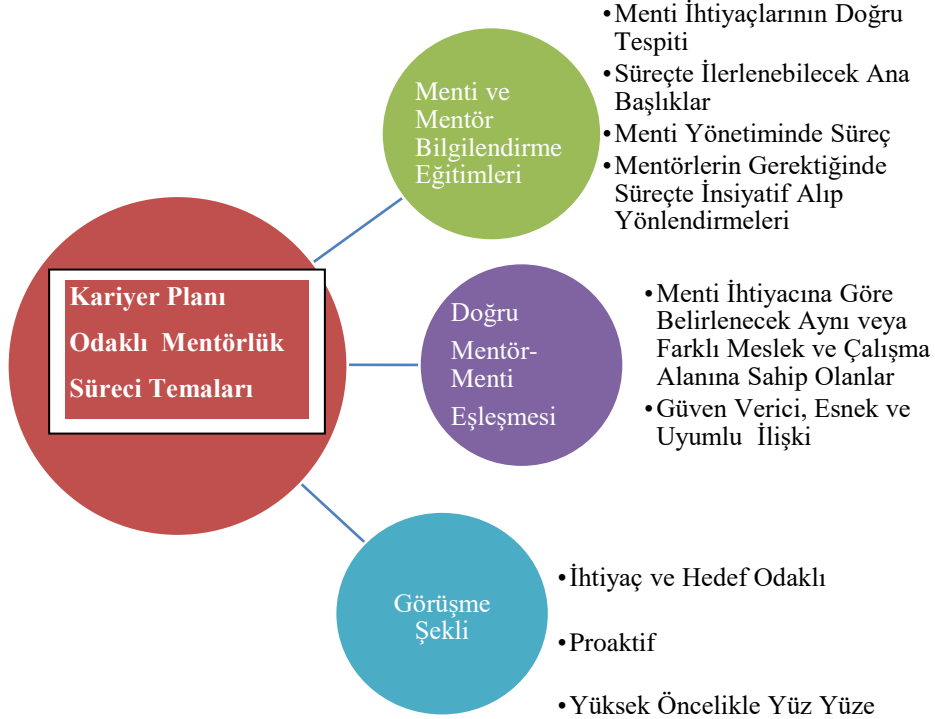 Kariyer Planı
Odaklı Mentörlük
Süreci Temaları
Menti ve
Mentör
Bilgilendirme
Eğitimleri
•Menti İhtiyaçlarının Doğru
Tespiti
•Süreçte İlerlenebilecek Ana
Başlıklar
•Menti Yönetiminde Süreç
•Mentörlerin Gerektiğinde
Süreçte İnsiyatif Alıp
Yönlendirmeleri
Doğru
Mentör-
Menti
Eşleşmesi
•Menti İhtiyacına Göre
Belirlenecek Aynı veya
Farklı Meslek ve Çalışma
Alanına Sahip Olanlar
•Güven Verici, Esnek ve
Uyumlu İlişki
Görüşme
Şekli
•İhtiyaç ve Hedef Odaklı
•Proaktif
•Yüksek Öncelikle Yüz Yüze